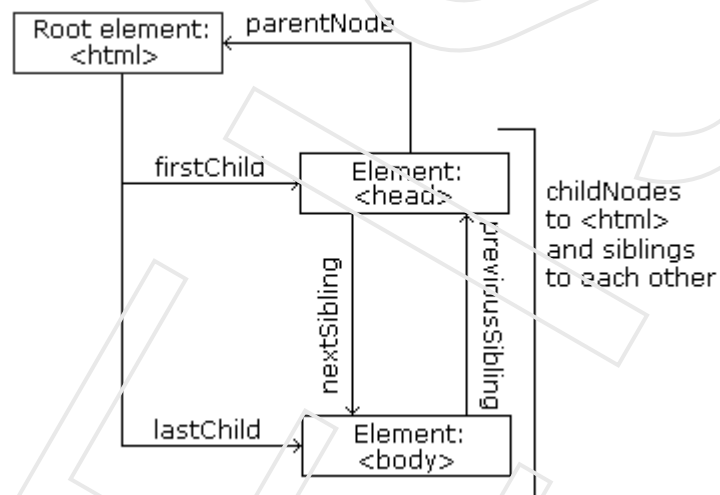 Root element:
<html>
parentNode
firstChild
Element:
<head>
childNodes
to <html>
and siblings
to each other
nextSibling
previousSibling
lastChild
Element:
<body>